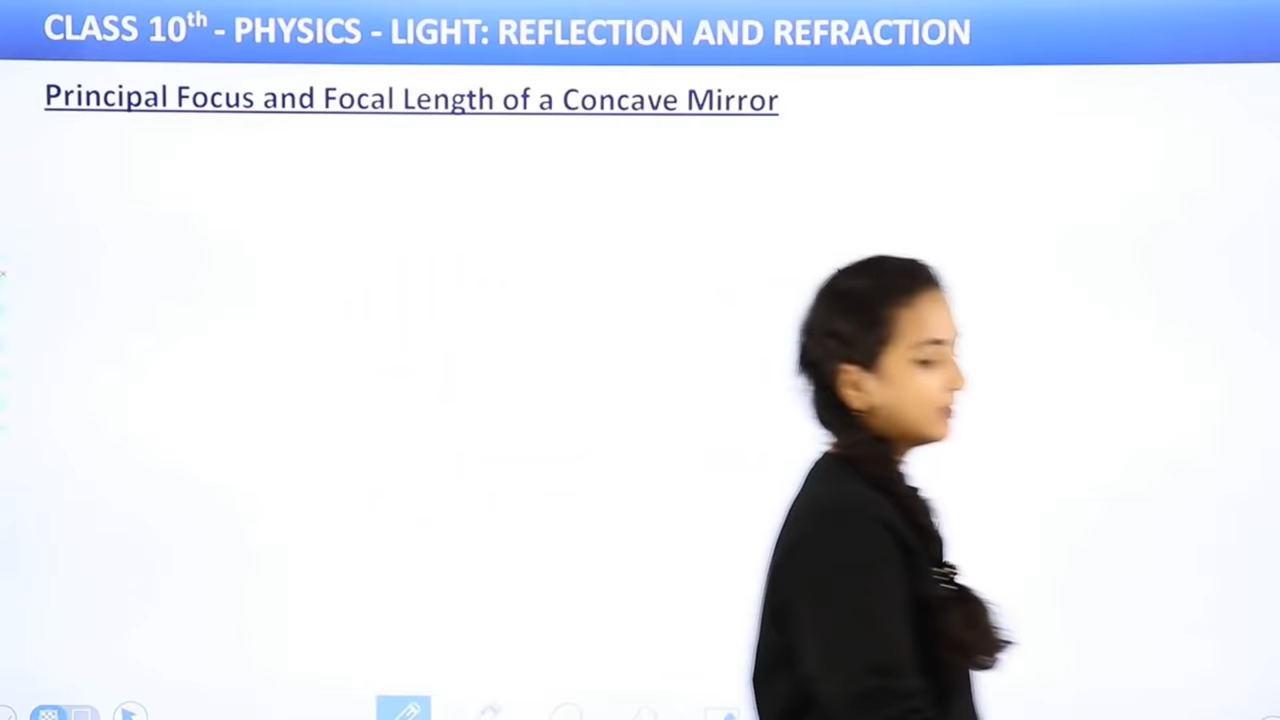 CLASS 10th - PHYSICS - LIGHT: REFLECTION AND REFRACTION
Principal Focus and Focal Length of a Concave Mirror